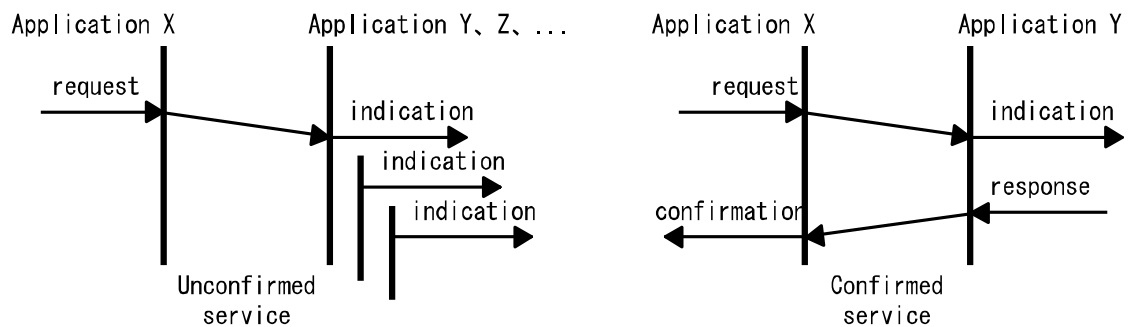 Application X
Application Y、Z、...
request
indication
indication
indication
Unconfirmed
service
Application X
Application Y
request
indication
response
confirmation
Confirmed
service